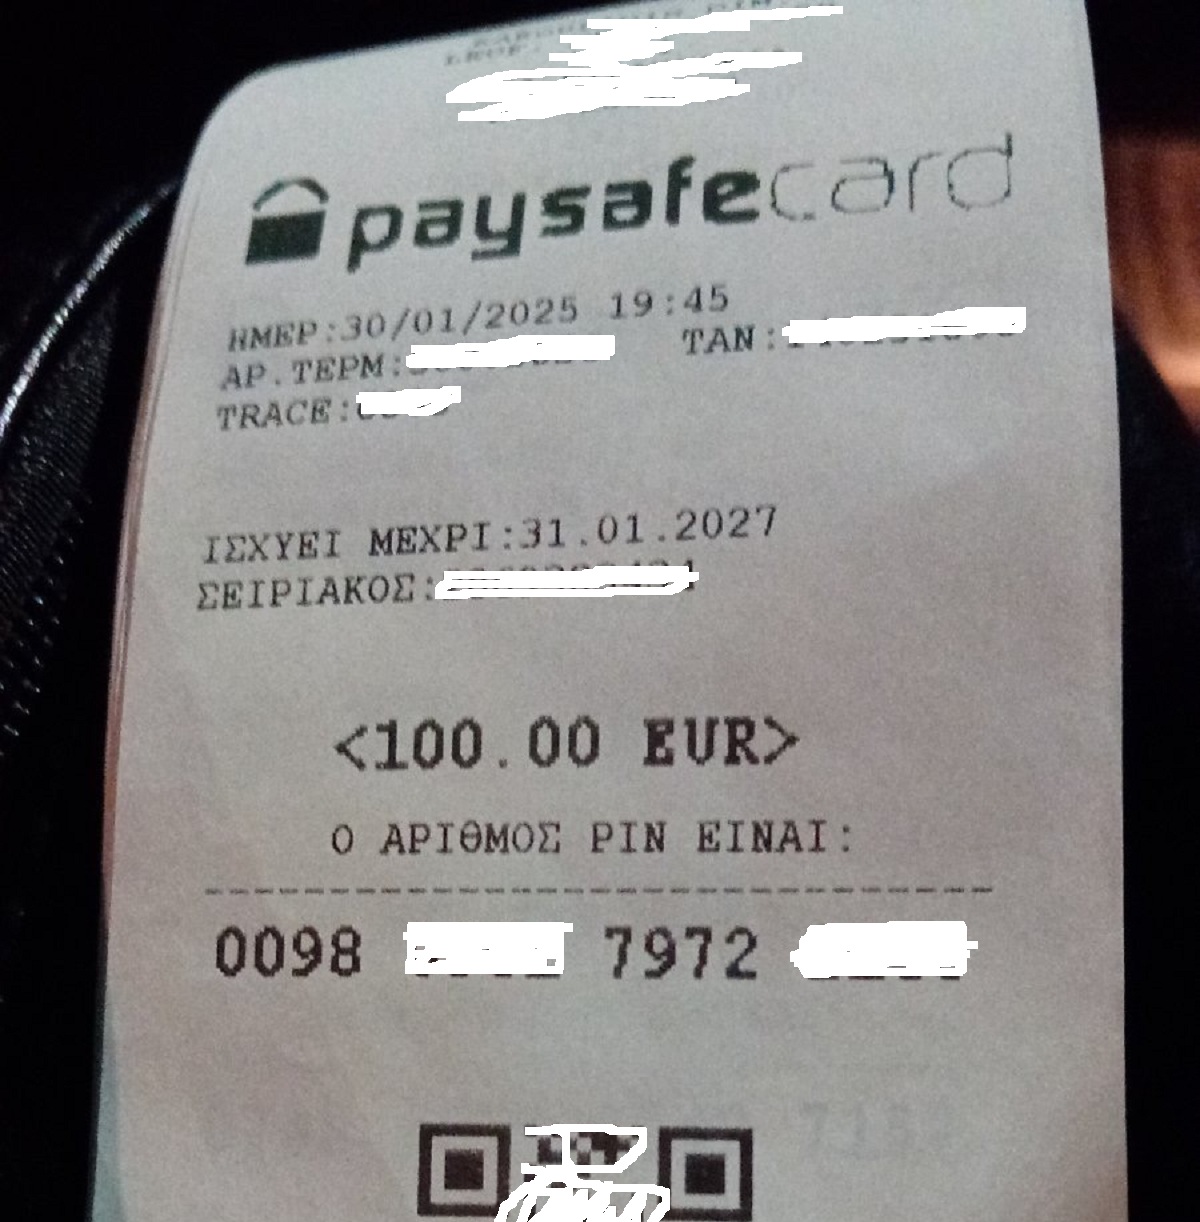 paysafecard
ΗΜΕΡ:30/01/2025 19:45
ΑΡ.ΤΕΡΜ: TAN:
TRACE:
ΙΣΧΥΕΙ ΜΕΧΡΙ:31.01.2027
ΣΕΙΡΙΑΚΟΣ:
<100.00 EUR>
Ο ΑΡΙΘΜΟΣ PIN ΕΙΝΑΙ:
0098 7972